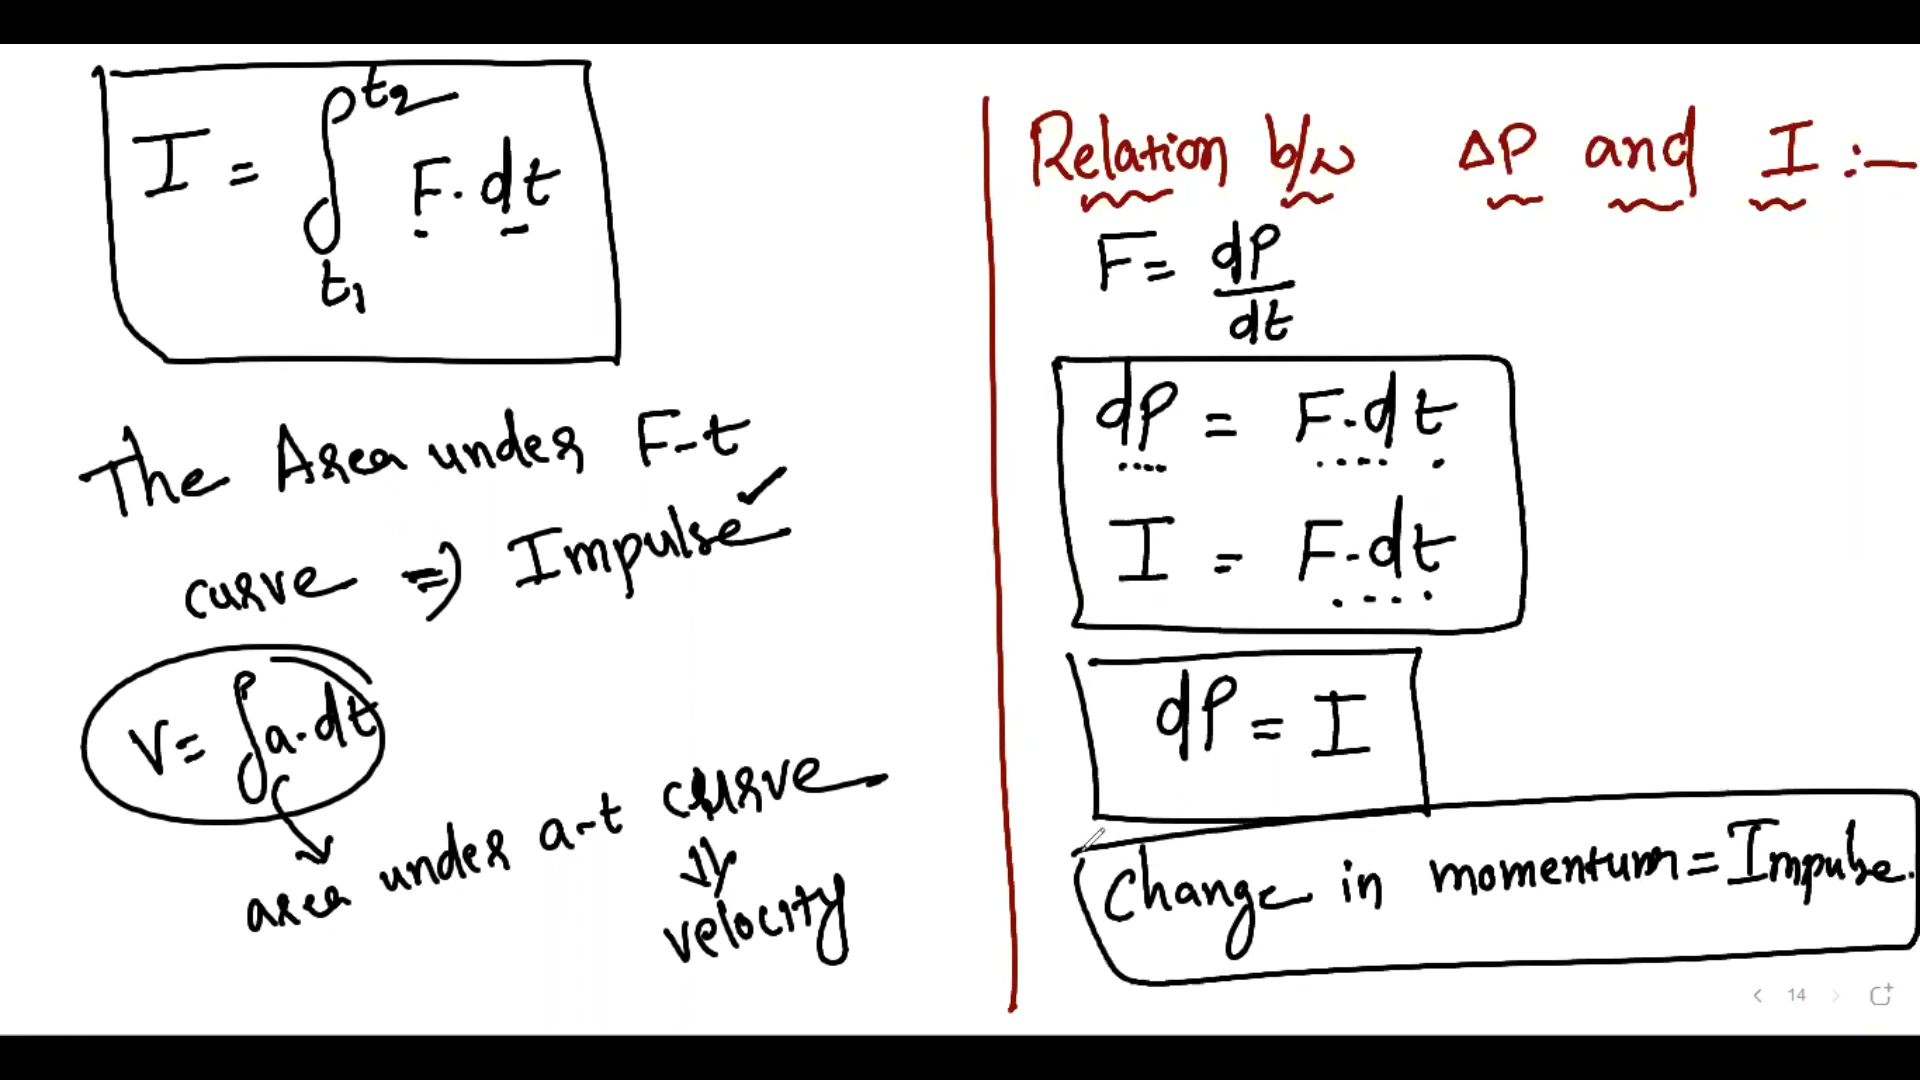 I = ∫ t₁ t₂ F. dt
The Area under F-t
curve ⇒ Impulse ✓
V = ∫a.dt
area under a-t curve
⇓
velocity
Relation b/w ΔP and I :-
F = dP/dt
dP = F.dt
I = F.dt
dP = I
Change in momentum = Impulse.
< 14 >